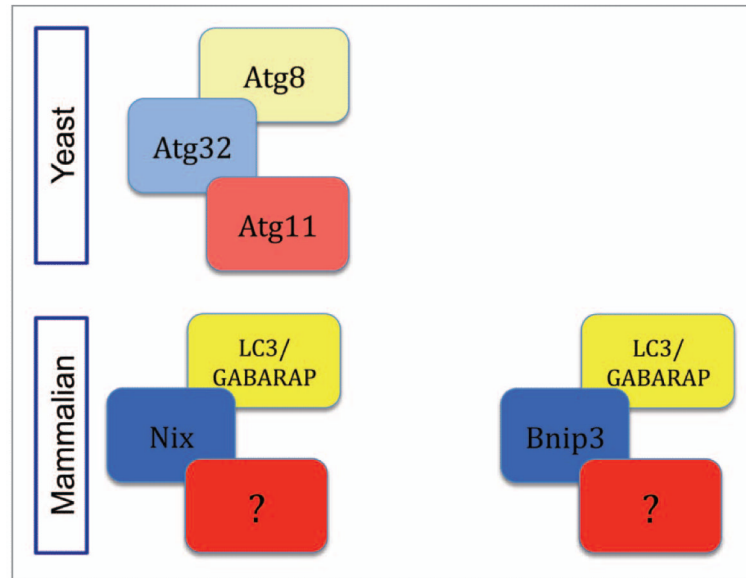 Yeast
Atg8
Atg32
Atg11
Mammalian
LC3/
GABARAP
Nix
?
LC3/
GABARAP
Bnip3
?